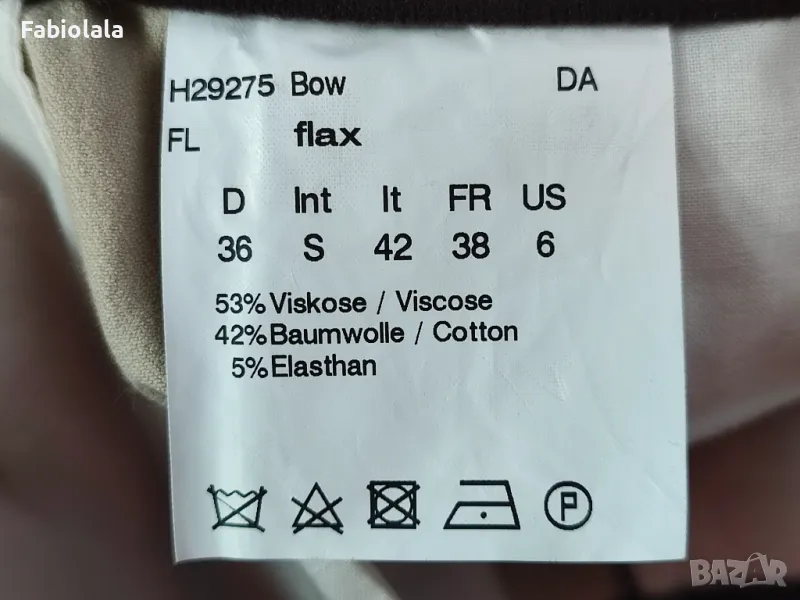 Fabiolala
H29275 Bow DA
FL flax
D Int It FR US
36 S 42 38 6
53% Viskose / Viscose
42% Baumwolle / Cotton
5% Elasthan
P
BAZAR